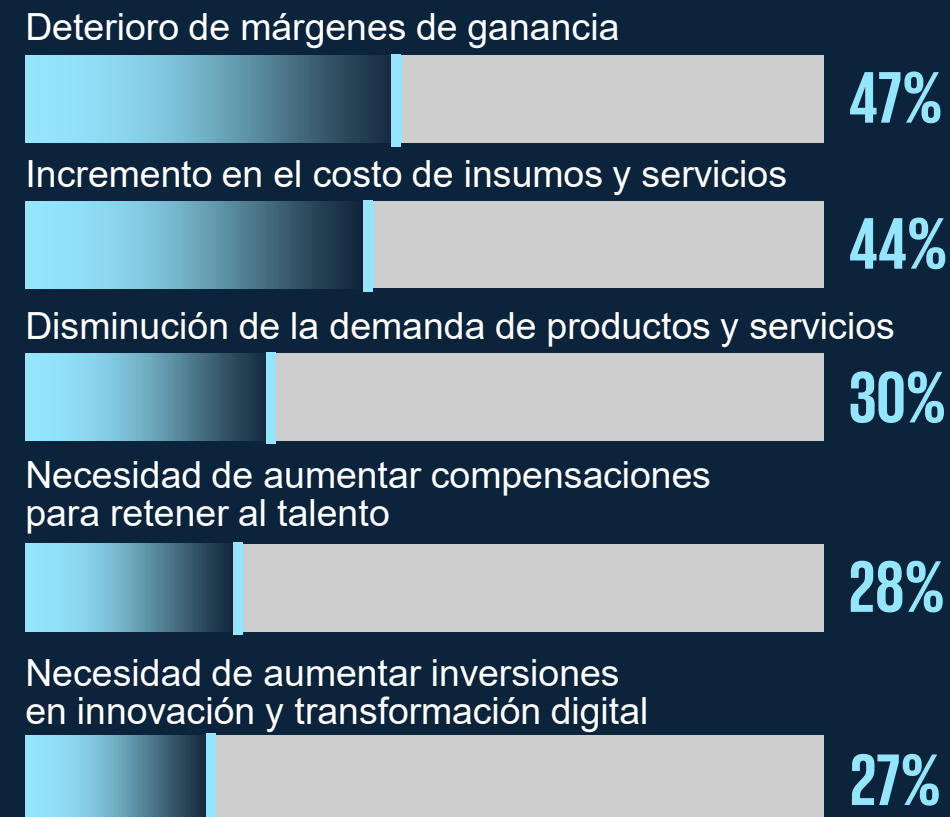 Deterioro de márgenes de ganancia
47%
Incremento en el costo de insumos y servicios
44%
Disminución de la demanda de productos y servicios
30%
Necesidad de aumentar compensaciones
para retener al talento
28%
Necesidad de aumentar inversiones
en innovación y transformación digital
27%